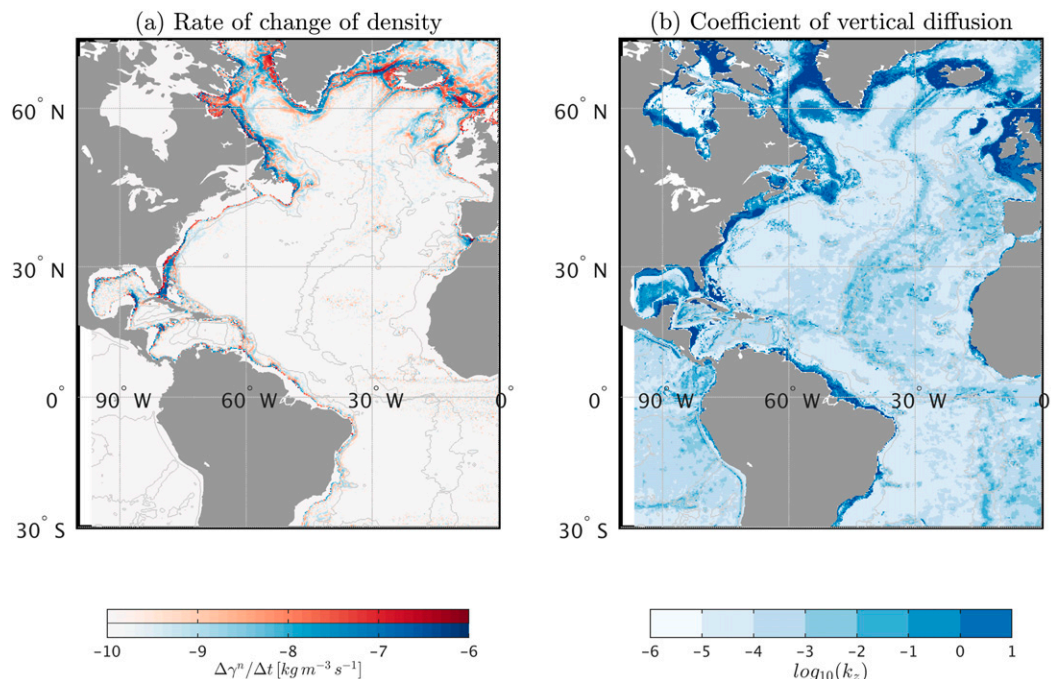 (a) Rate of change of density
(b) Coefficient of vertical diffusion
60° N
60° N
30° N
30° N
0°
90° W
60° W
30° W
0
0°
90° W
60° W
30° W
0
30° S
30° S
−10
−9
−8
−7
−6
Δγⁿ/Δt [kg m⁻³ s⁻¹]
−6
−5
−4
−3
−2
−1
0
1
log₁₀(k_z)